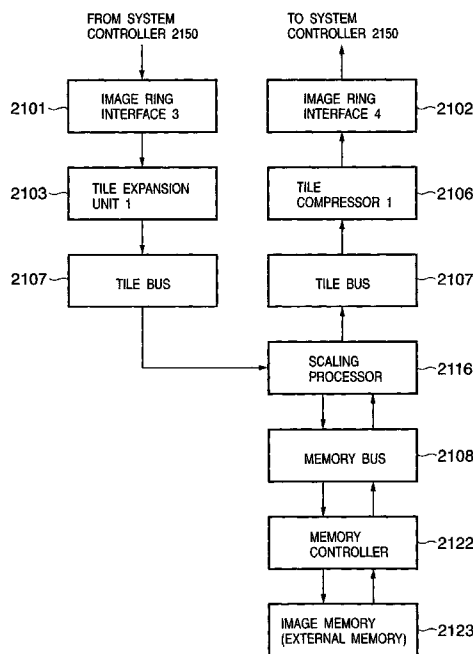 FROM SYSTEM
CONTROLLER 2150
TO SYSTEM
CONTROLLER 2150
2101
IMAGE RING
INTERFACE 3
IMAGE RING
INTERFACE 4
2102
2103
TILE EXPANSION
UNIT 1
TILE
COMPRESSOR 1
2106
2107
TILE BUS
TILE BUS
2107
SCALING
PROCESSOR
2116
MEMORY BUS
2108
MEMORY
CONTROLLER
2122
IMAGE MEMORY
(EXTERNAL MEMORY)
2123